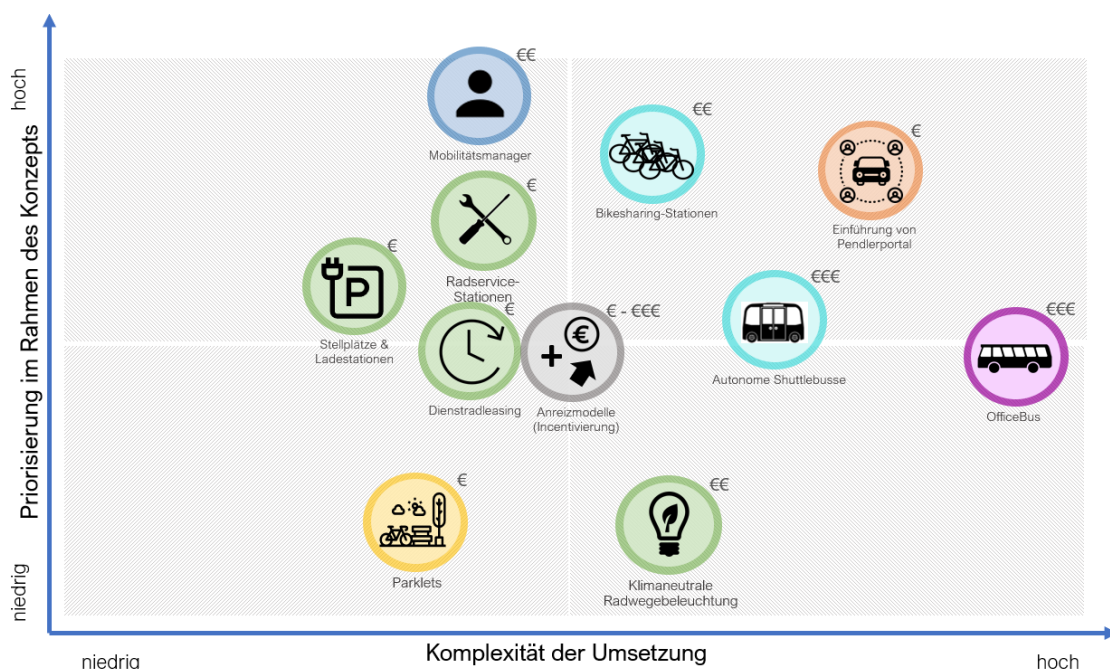 Priorisierung im Rahmen des Konzepts
hoch
niedrig
€€
Mobilitätsmanager
€€
Bikesharing-Stationen
€
Einführung von
Pendlerportal
€
Radservice-
Stationen
€
P
Stellplätze &
Ladestationen
€
Dienstradleasing
€ - €€€
+ €
Anreizmodelle
(Incentivierung)
€€€
Autonome Shuttlebusse
€€€
OfficeBus
€
Parklets
€€
Klimaneutrale
Radwegebeleuchtung
niedrig
Komplexität der Umsetzung
hoch